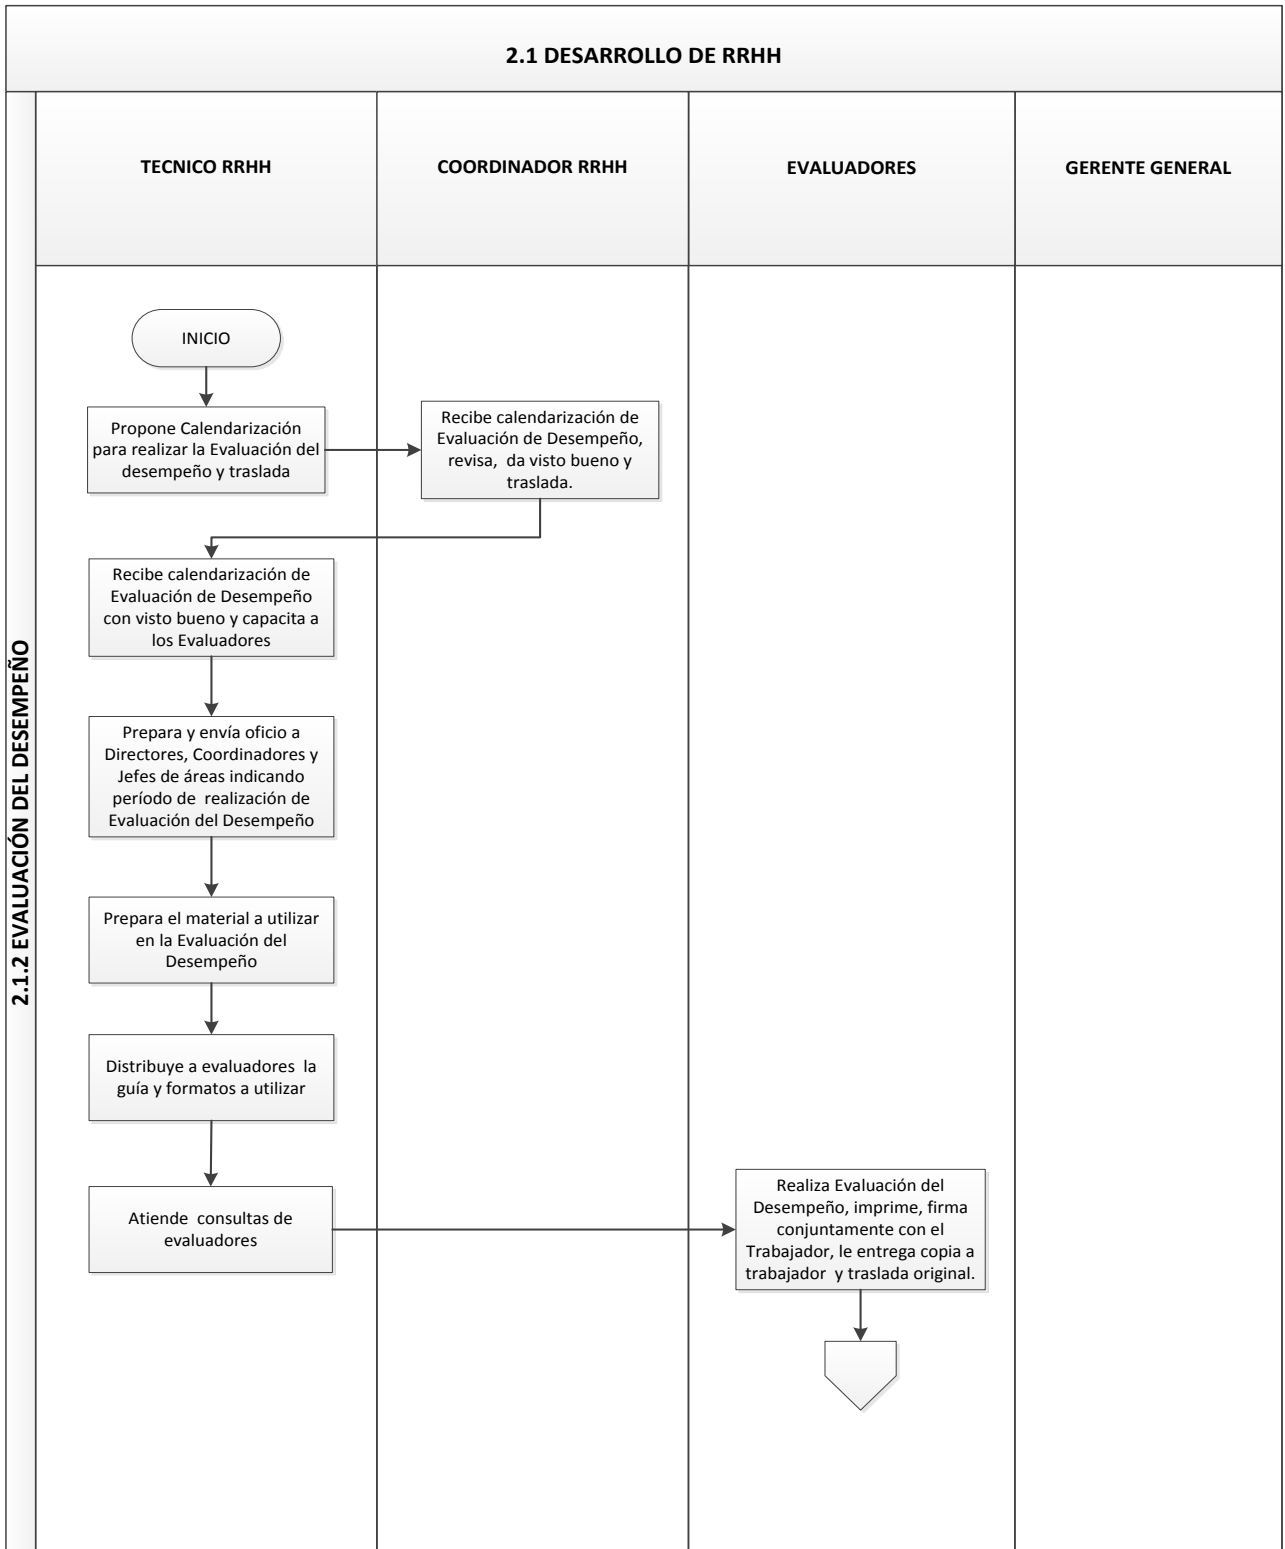 2.1 DESARROLLO DE RRHH
2.1.2 EVALUACIÓN DEL DESEMPEÑO
TECNICO RRHH
COORDINADOR RRHH
EVALUADORES
GERENTE GENERAL
INICIO
Propone Calendarización
para realizar la Evaluación del
desempeño y traslada
Recibe calendarización de
Evaluación de Desempeño,
revisa, da visto bueno y
traslada.
Recibe calendarización de
Evaluación de Desempeño
con visto bueno y capacita a
los Evaluadores
Prepara y envía oficio a
Directores, Coordinadores y
Jefes de áreas indicando
período de realización de
Evaluación del Desempeño
Prepara el material a utilizar
en la Evaluación del
Desempeño
Distribuye a evaluadores la
guía y formatos a utilizar
Atiende consultas de
evaluadores
Realiza Evaluación del
Desempeño, imprime, firma
conjuntamente con el
Trabajador, le entrega copia a
trabajador y traslada original.